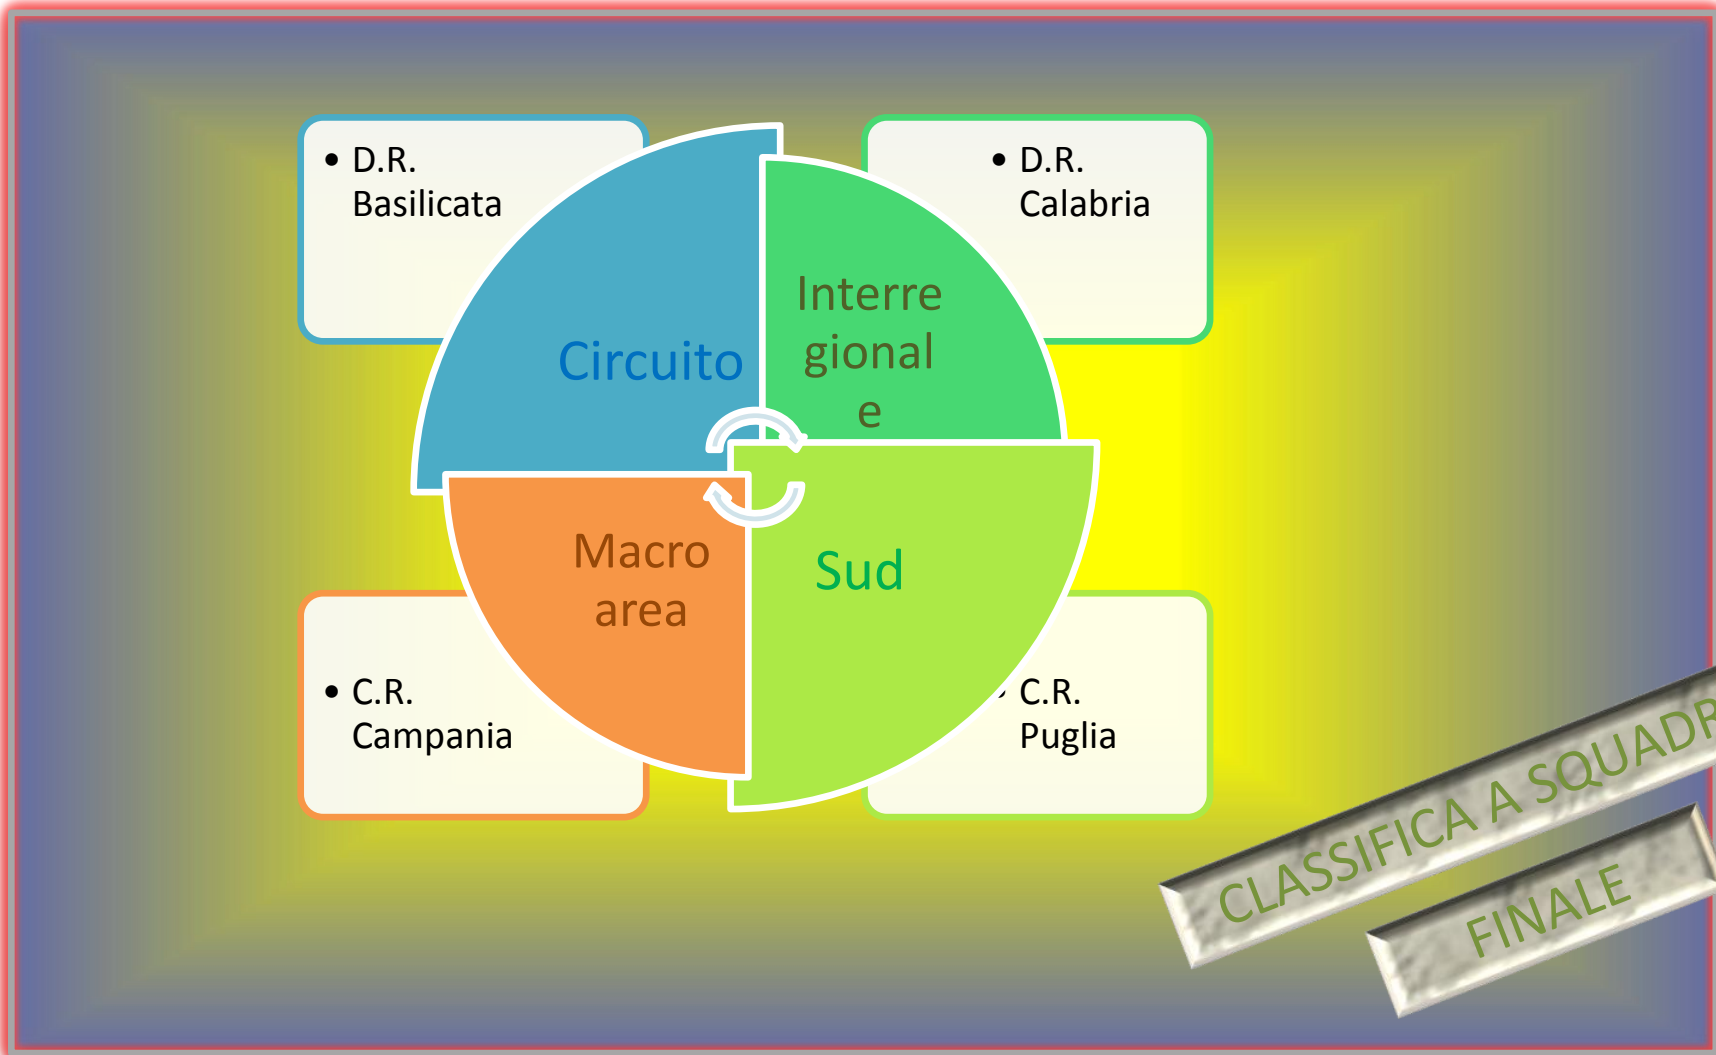 • D.R.
Basilicata
• D.R.
Calabria
Circuito
Interre
gional
e
Macro
area
Sud
• C.R.
Campania
• C.R.
Puglia
CLASSIFICA A SQUADR
FINALE